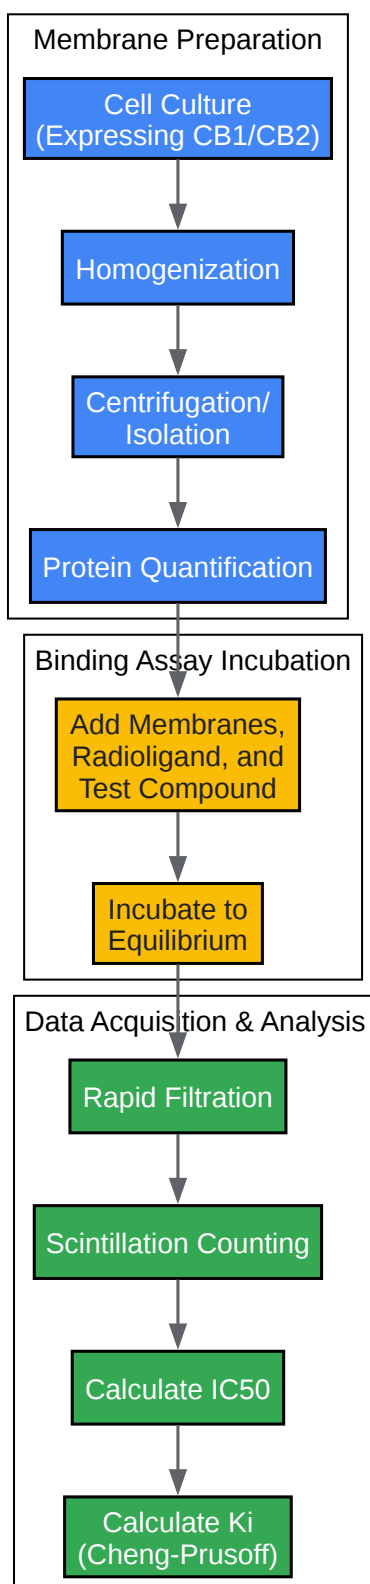 Membrane Preparation
Cell Culture
(Expressing CB1/CB2)
Homogenization
Centrifugation/
Isolation
Protein Quantification
Binding Assay Incubation
Add Membranes,
Radioligand, and
Test Compound
Incubate to
Equilibrium
Data Acquisition & Analysis
Rapid Filtration
Scintillation Counting
Calculate IC50
Calculate Ki
(Cheng-Prusoff)